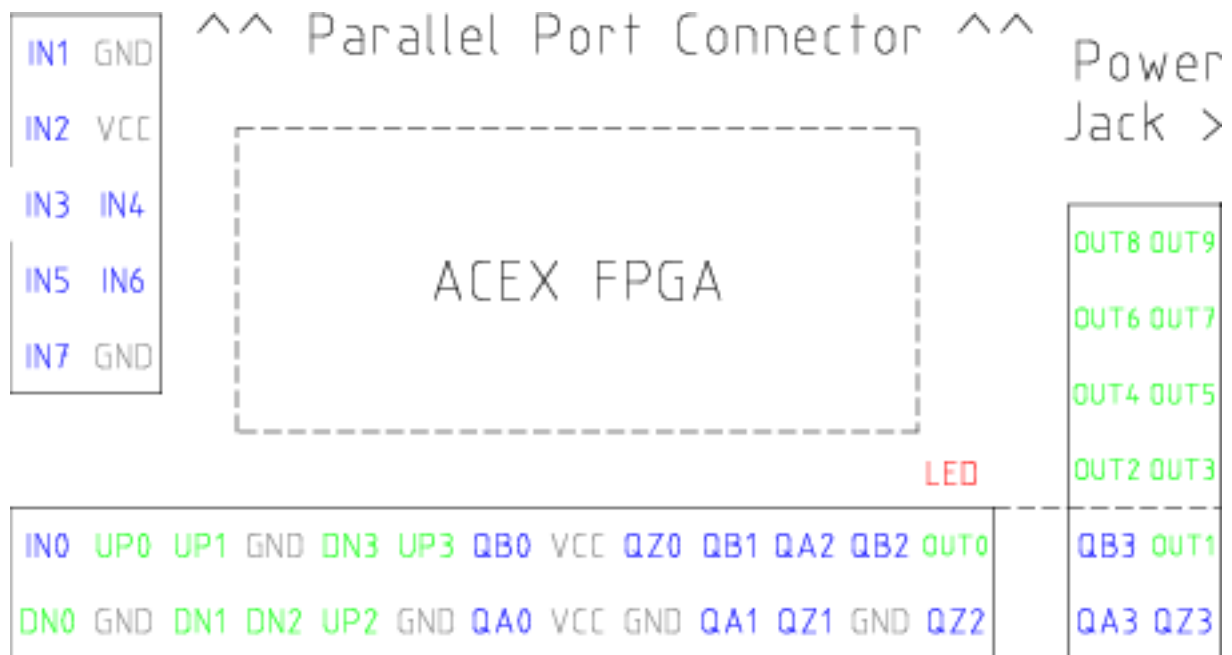 ^^ Parallel Port Connector ^^
Power
Jack >
IN1 GND
IN2 VCC
IN3 IN4
IN5 IN6
IN7 GND
ACEX FPGA
OUT8 OUT9
OUT6 OUT7
OUT4 OUT5
OUT2 OUT3
LED
IN0 UP0 UP1 GND DN3 UP3 QB0 VCC QZ0 QB1 QA2 QB2 OUT0
DN0 GND DN1 DN2 UP2 GND QA0 VCC GND QA1 QZ1 GND QZ2
QB3 OUT1
QA3 QZ3